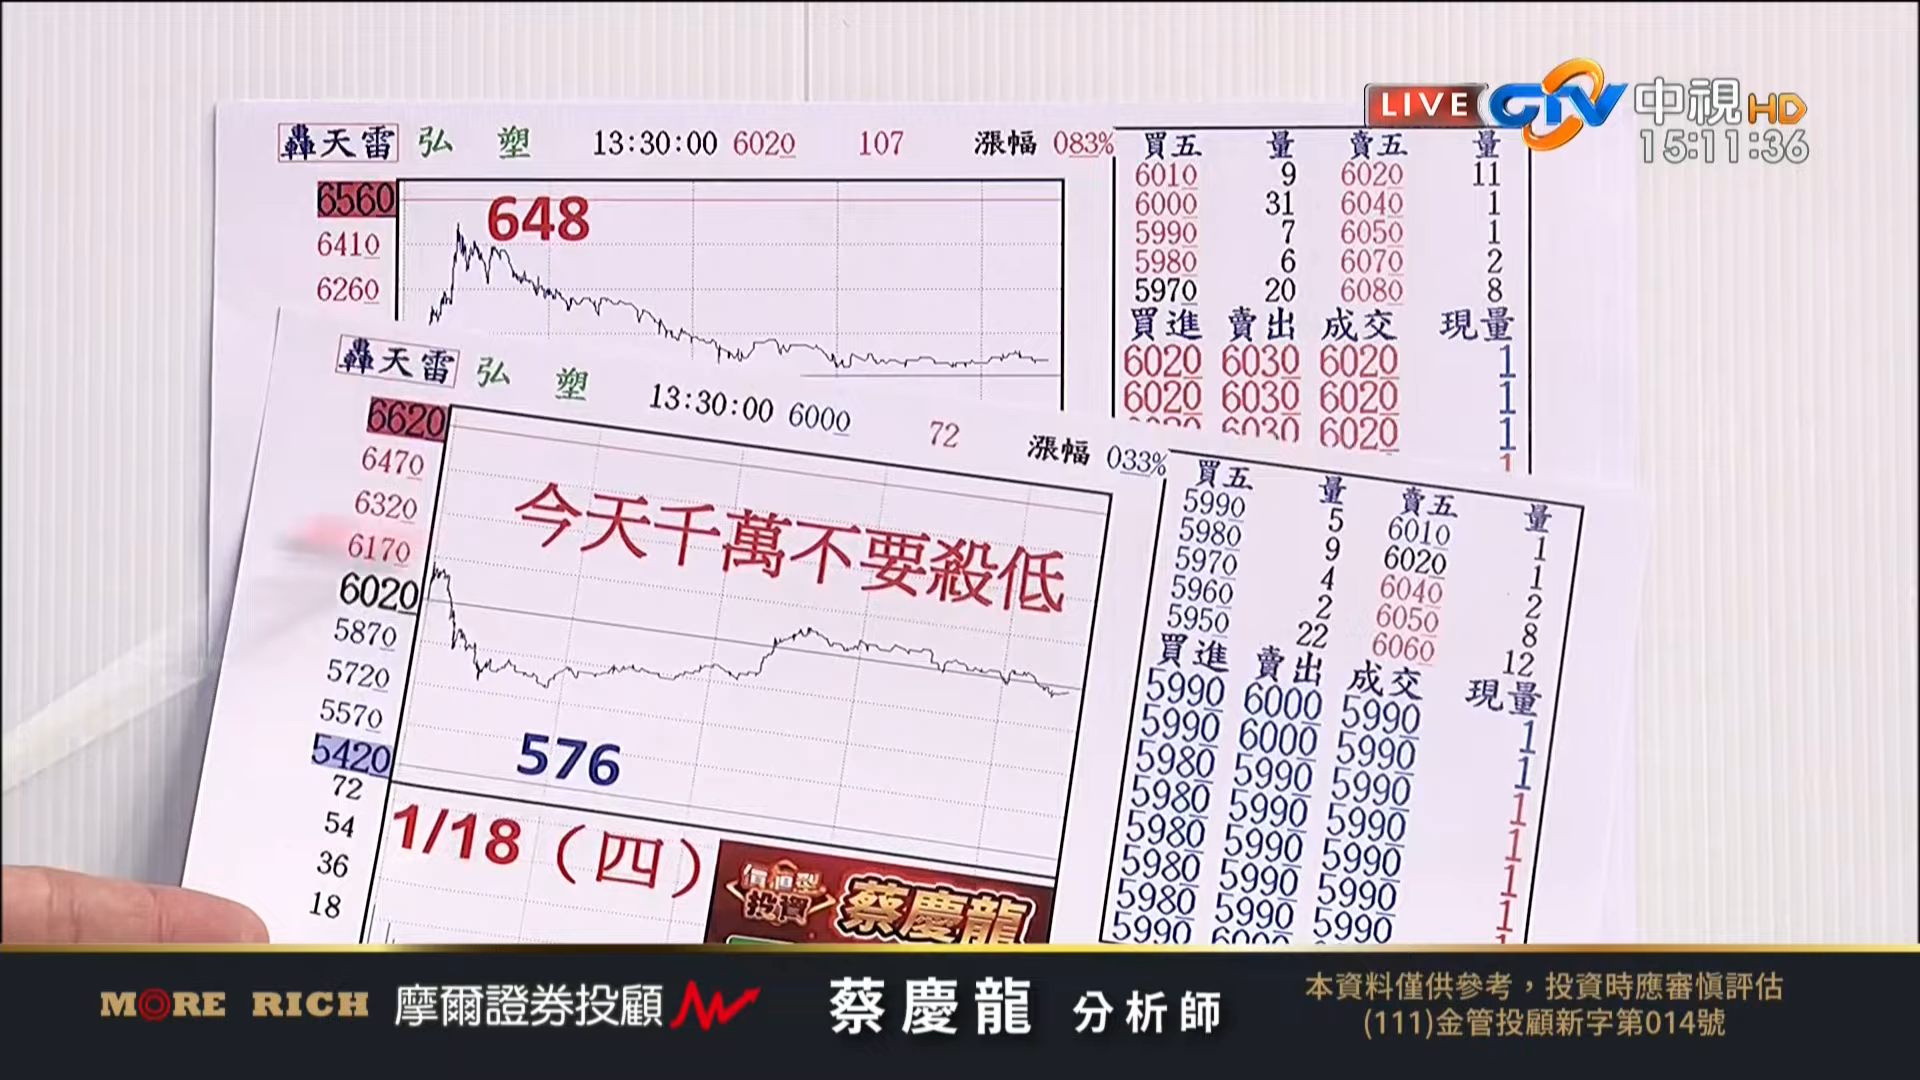 LIVE CTV 中視HD
15:11:36
轟天雷 弘 塑 13:30:00 6020 107 漲幅 083%
6560
6410
6260
648
買五 量 賣五 量
6010 9 6020 11
6000 31 6040 1
5990 7 6050 1
5980 6 6070 2
5970 20 6080 8
買進 賣出 成交 現量
6020 6030 6020 1
6020 6030 6020 1
6020 6030 6020 1
1
轟天雷 弘 塑 13:30:00 6000 72 漲幅 033%
6620
6470
6320
6170
6020
5870
5720
5570
5420
72
54
36
18
今天千萬不要殺低
576
1/18(四)
價值型
投資
蔡慶龍
買五 量 賣五 量
5990 5 6010 1
5980 9 6020 1
5970 4 6040 2
5960 2 6050 8
5950 22 6060 12
買進 賣出 成交 現量
5990 6000 5990 1
5990 6000 5990 1
5980 5990 5990 1
5980 5990 5990 1
5980 5990 5990 1
5980 5990 5990 1
5980 5990 5990
5990 6000 5990
MORE RICH 摩爾證券投顧 蔡慶龍 分析師
本資料僅供參考，投資時應審慎評估
(111)金管投顧新字第014號